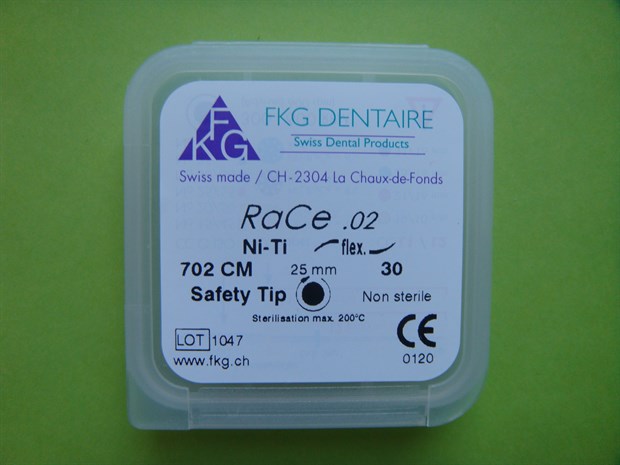 FKG
FKG DENTAIRE
Swiss Dental Products
Swiss made / CH-2304 La Chaux-de-Fonds
RaCe .02
Ni-Ti flex.
702 CM 25 mm 30
Safety Tip Non sterile
Sterilisation max. 200°C
LOT 1047 CE
www.fkg.ch 0120